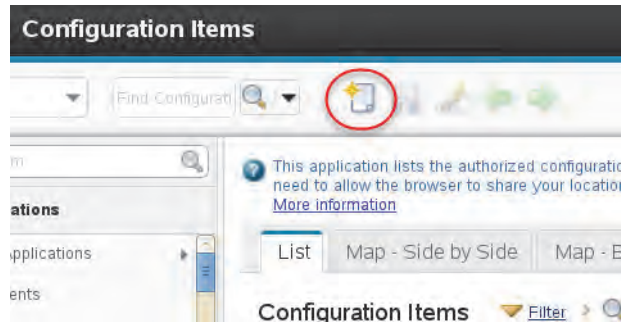 Configuration Items
Find Configurati
This application lists the authorized configuratio
need to allow the browser to share your location
More information
ations
Applications
ents
List Map - Side by Side Map - B
Configuration Items Filter >